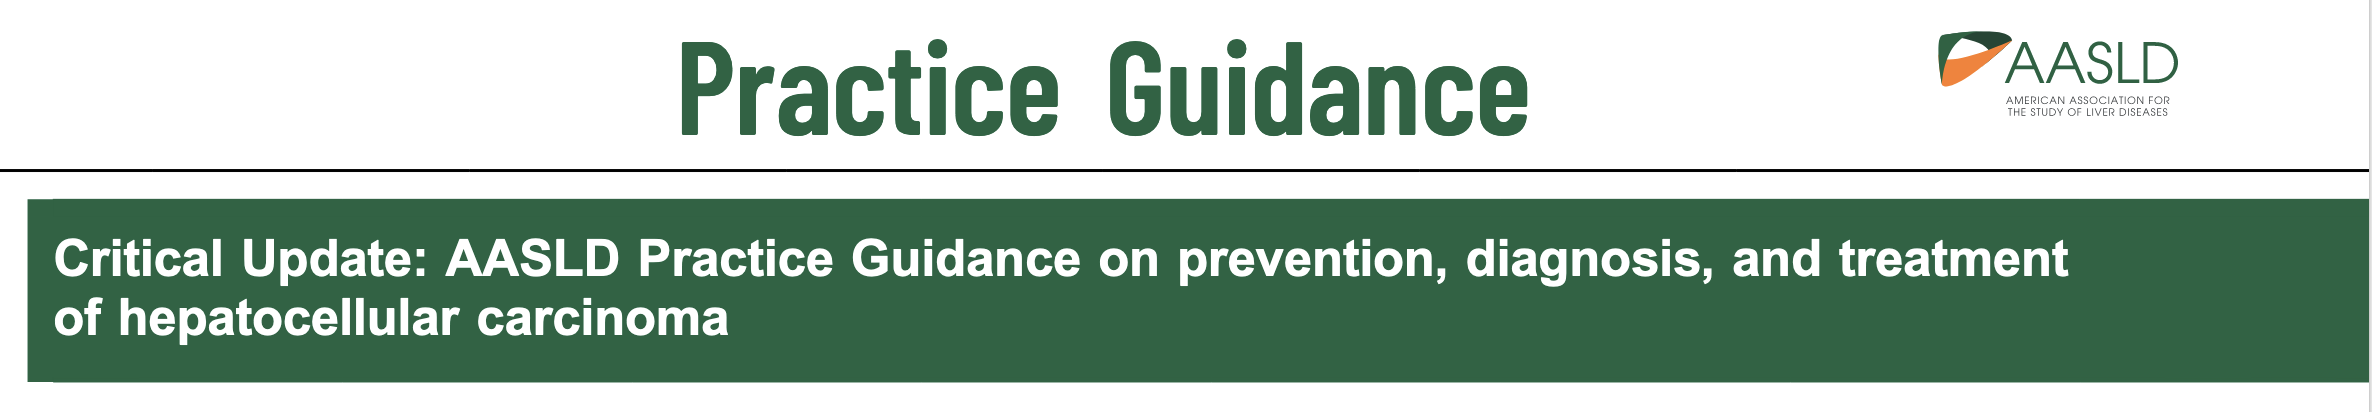 Practice Guidance
AASLD
AMERICAN ASSOCIATION FOR
THE STUDY OF LIVER DISEASES
Critical Update: AASLD Practice Guidance on prevention, diagnosis, and treatment
of hepatocellular carcinoma